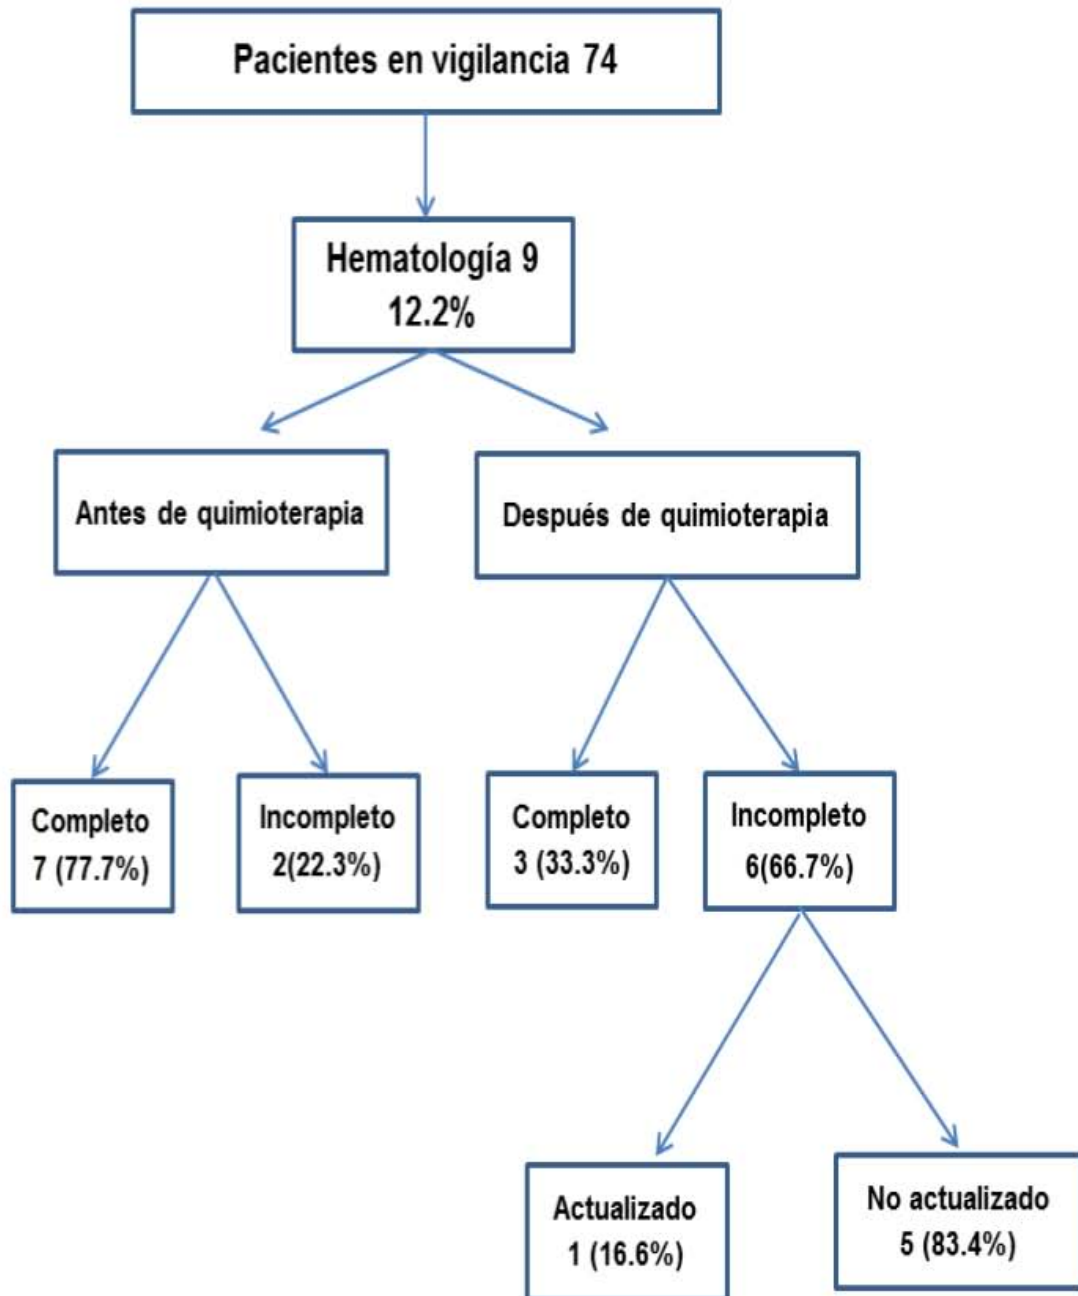 Pacientes en vigilancia 74
Hematología 9
12.2%
Antes de quimioterapia
Después de quimioterapia
Completo
7 (77.7%)
Incompleto
2(22.3%)
Completo
3 (33.3%)
Incompleto
6(66.7%)
Actualizado
1 (16.6%)
No actualizado
5 (83.4%)